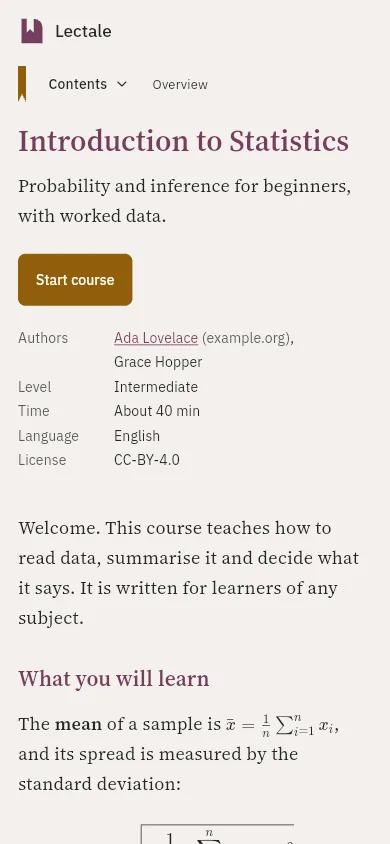 Lectale
Contents Overview
Introduction to Statistics
Probability and inference for beginners,
with worked data.
Start course
Authors Ada Lovelace (example.org),
Grace Hopper
Level Intermediate
Time About 40 min
Language English
License CC-BY-4.0
Welcome. This course teaches how to
read data, summarise it and decide what
it says. It is written for learners of any
subject.
What you will learn
The mean of a sample is x̄ = 1/n ∑ⁿᵢ₌₁ xᵢ,
and its spread is measured by the
standard deviation: